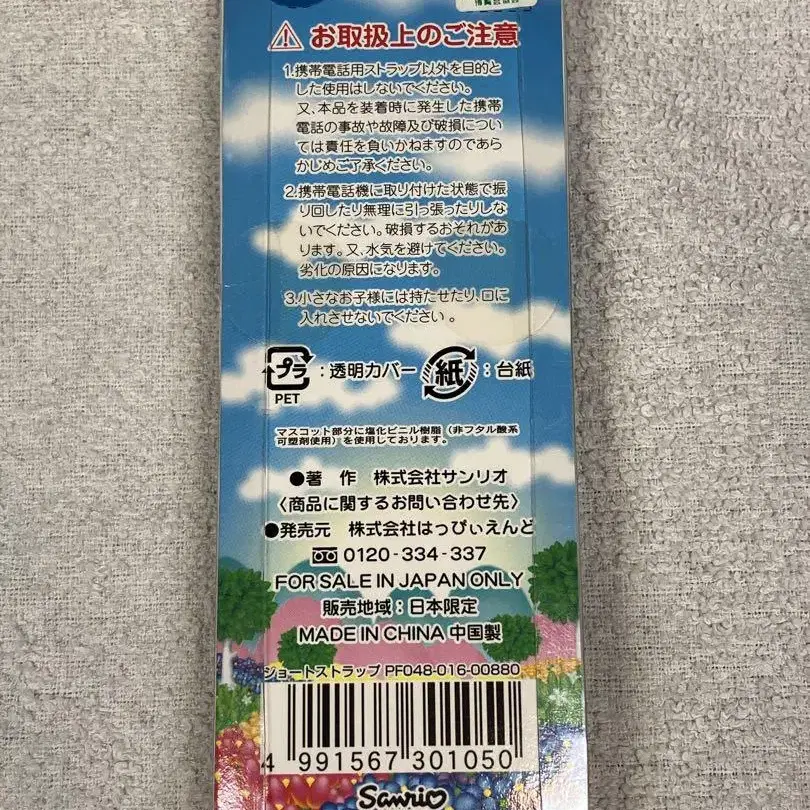 ⚠ お取扱上のご注意
1.携帯電話用ストラップ以外を目的と
した使用はしないでください。
又、本品を装着時に発生した携帯
電話の事故や故障及び破損につい
ては責任を負いかねますのであら
かじめご了承ください。
2.携帯電話機に取り付けた状態で振
り回したり無理に引っ張ったりしな
いでください。破損するおそれがあ
ります。又、水気を避けてください。
劣化の原因になります。
3.小さなお子様には持たせたり、口に
入れさせないでください。
プラ:透明カバー 紙:台紙
PET
マスコット部分に塩化ビニル樹脂(非フタル酸系
可塑剤使用)を使用しております。
●著 作 株式会社サンリオ
〈商品に関するお問い合わせ先〉
●発売元 株式会社はっぴぃえんど
0120-334-337
FOR SALE IN JAPAN ONLY
販売地域:日本限定
MADE IN CHINA 中国製
ショートストラップ PF048-016-00880
4 991567 301050
Sanrio